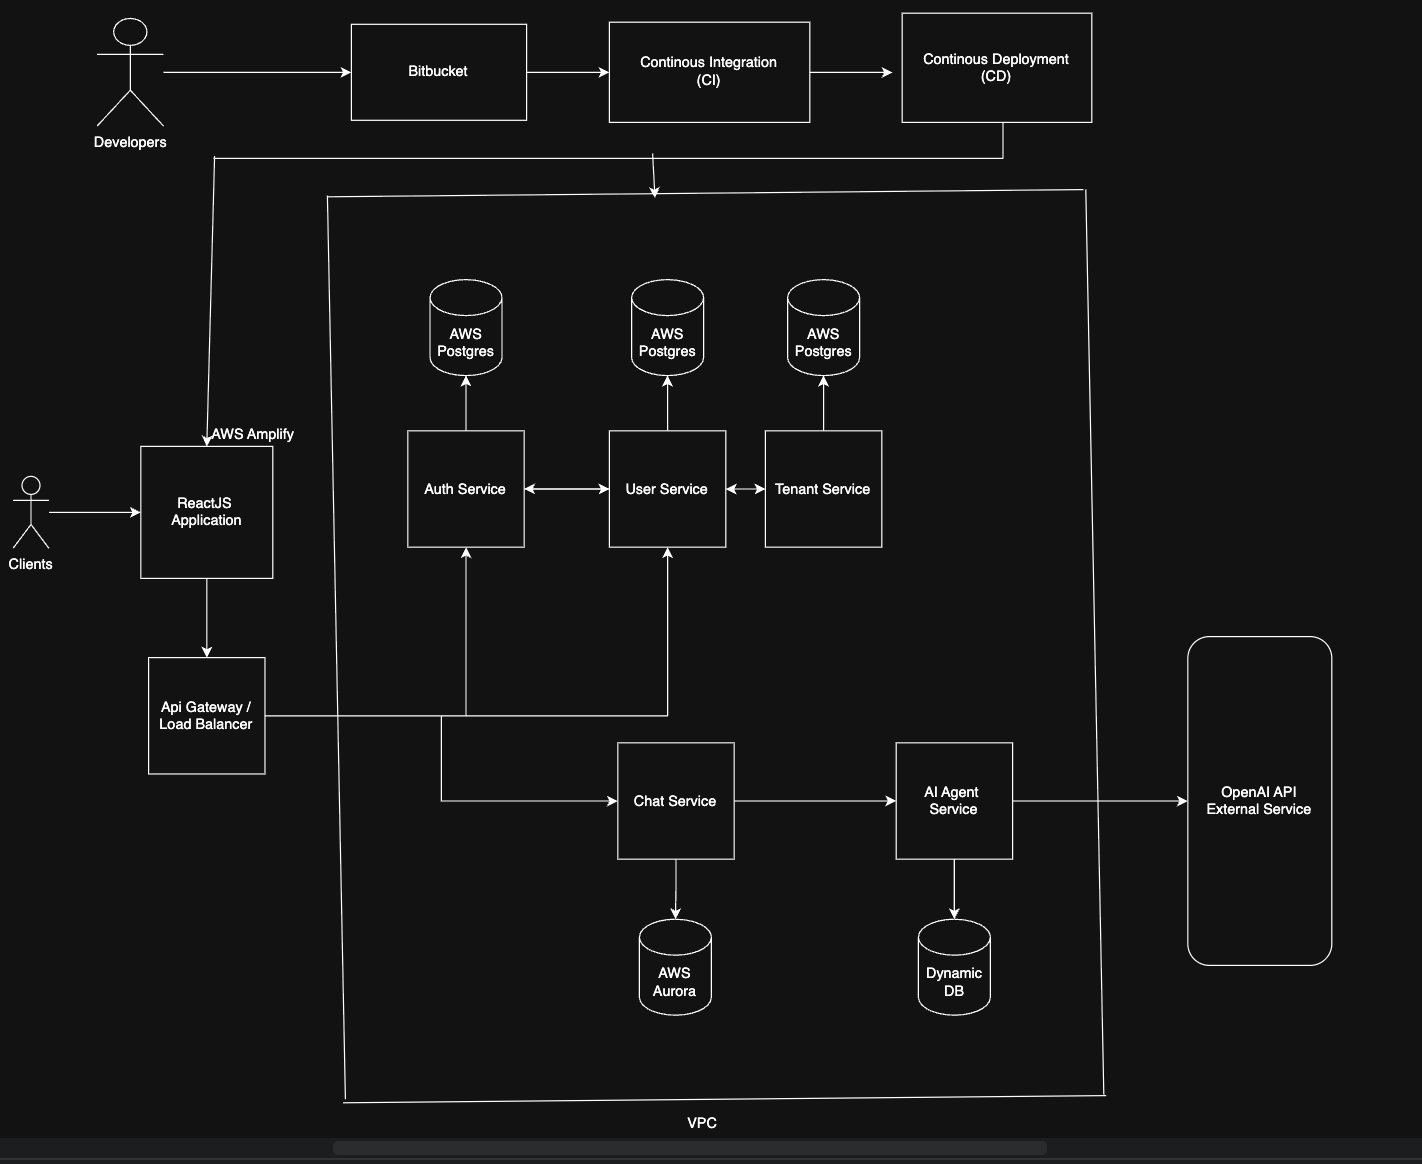 Developers
Bitbucket
Continous Integration
(CI)
Continous Deployment
(CD)
AWS
Postgres
AWS
Postgres
AWS
Postgres
AWS Amplify
ReactJS
Application
Clients
Auth Service
User Service
Tenant Service
Api Gateway /
Load Balancer
Chat Service
AI Agent
Service
OpenAI API
External Service
AWS
Aurora
Dynamic
DB
VPC